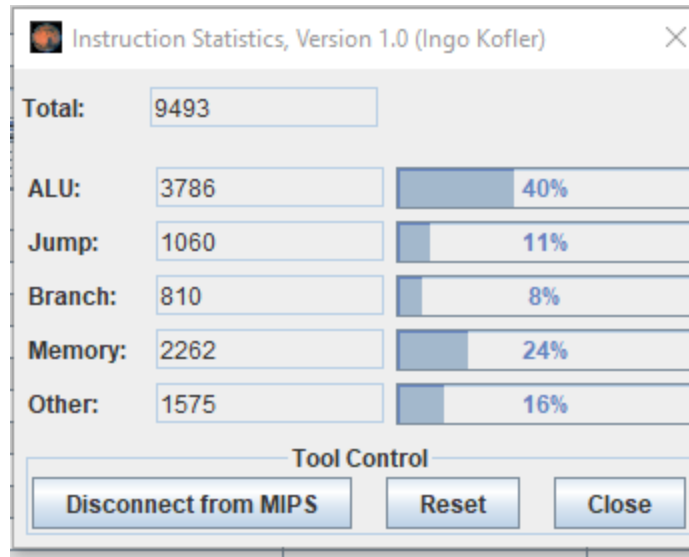 Instruction Statistics, Version 1.0 (Ingo Kofler)
Total: 9493
ALU: 3786 40%
Jump: 1060 11%
Branch: 810 8%
Memory: 2262 24%
Other: 1575 16%
Tool Control
Disconnect from MIPS Reset Close